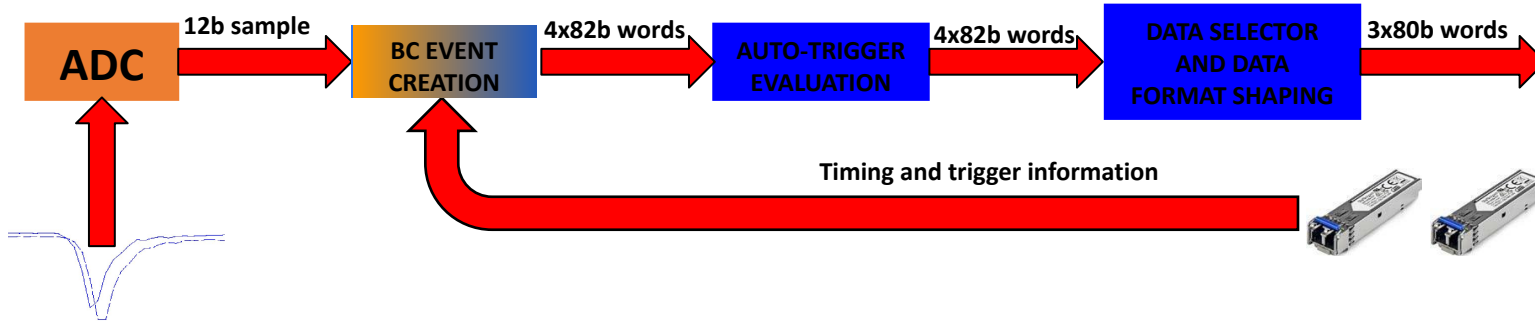 ADC
12b sample
BC EVENT
CREATION
4x82b words
AUTO-TRIGGER
EVALUATION
4x82b words
DATA SELECTOR
AND DATA
FORMAT SHAPING
3x80b words
Timing and trigger information